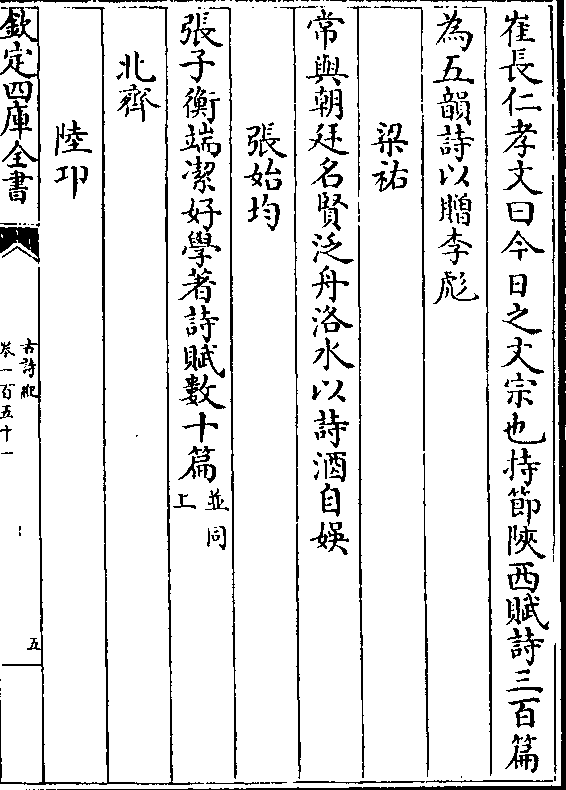 崔長仁孝文曰今日之文宗也持節陜西賦詩三百篇
為五韻詩以贈李彪
梁祐
常與朝廷名賢泛舟洛水以詩酒自娱
張始均
張子衡端潔好學著詩賦數十篇並同上
北齊
陸卭
欽定四庫全書
古詩紀
卷一百五十一
五